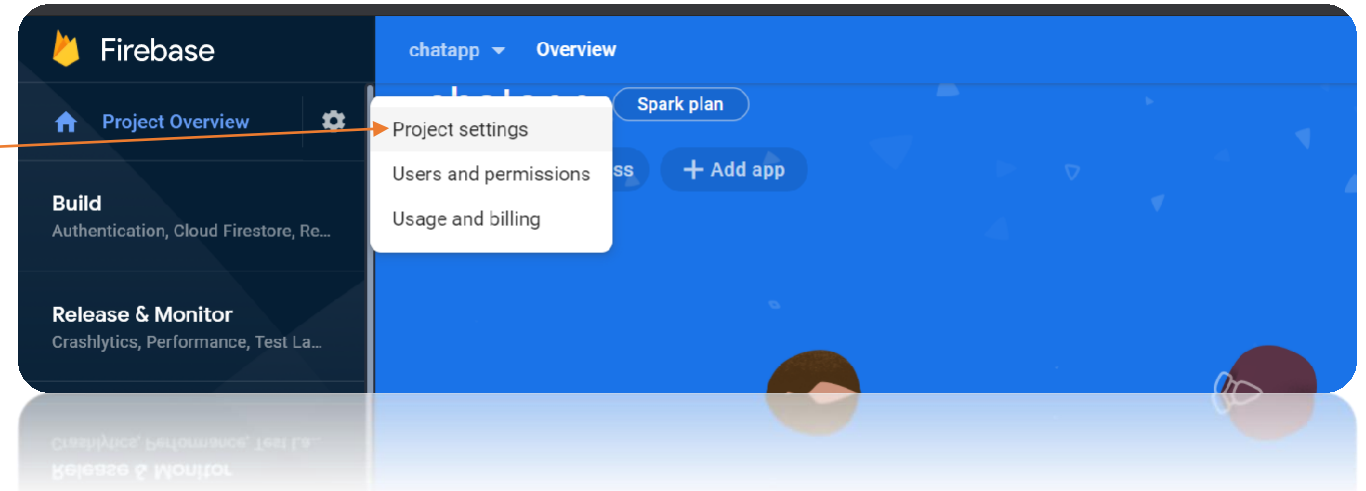 Firebase
chatapp Overview
Project Overview
Spark plan
Project settings
Users and permissions
Usage and billing
ss + Add app
Build
Authentication, Cloud Firestore, Re...
Release & Monitor
Crashlytics, Performance, Test La...